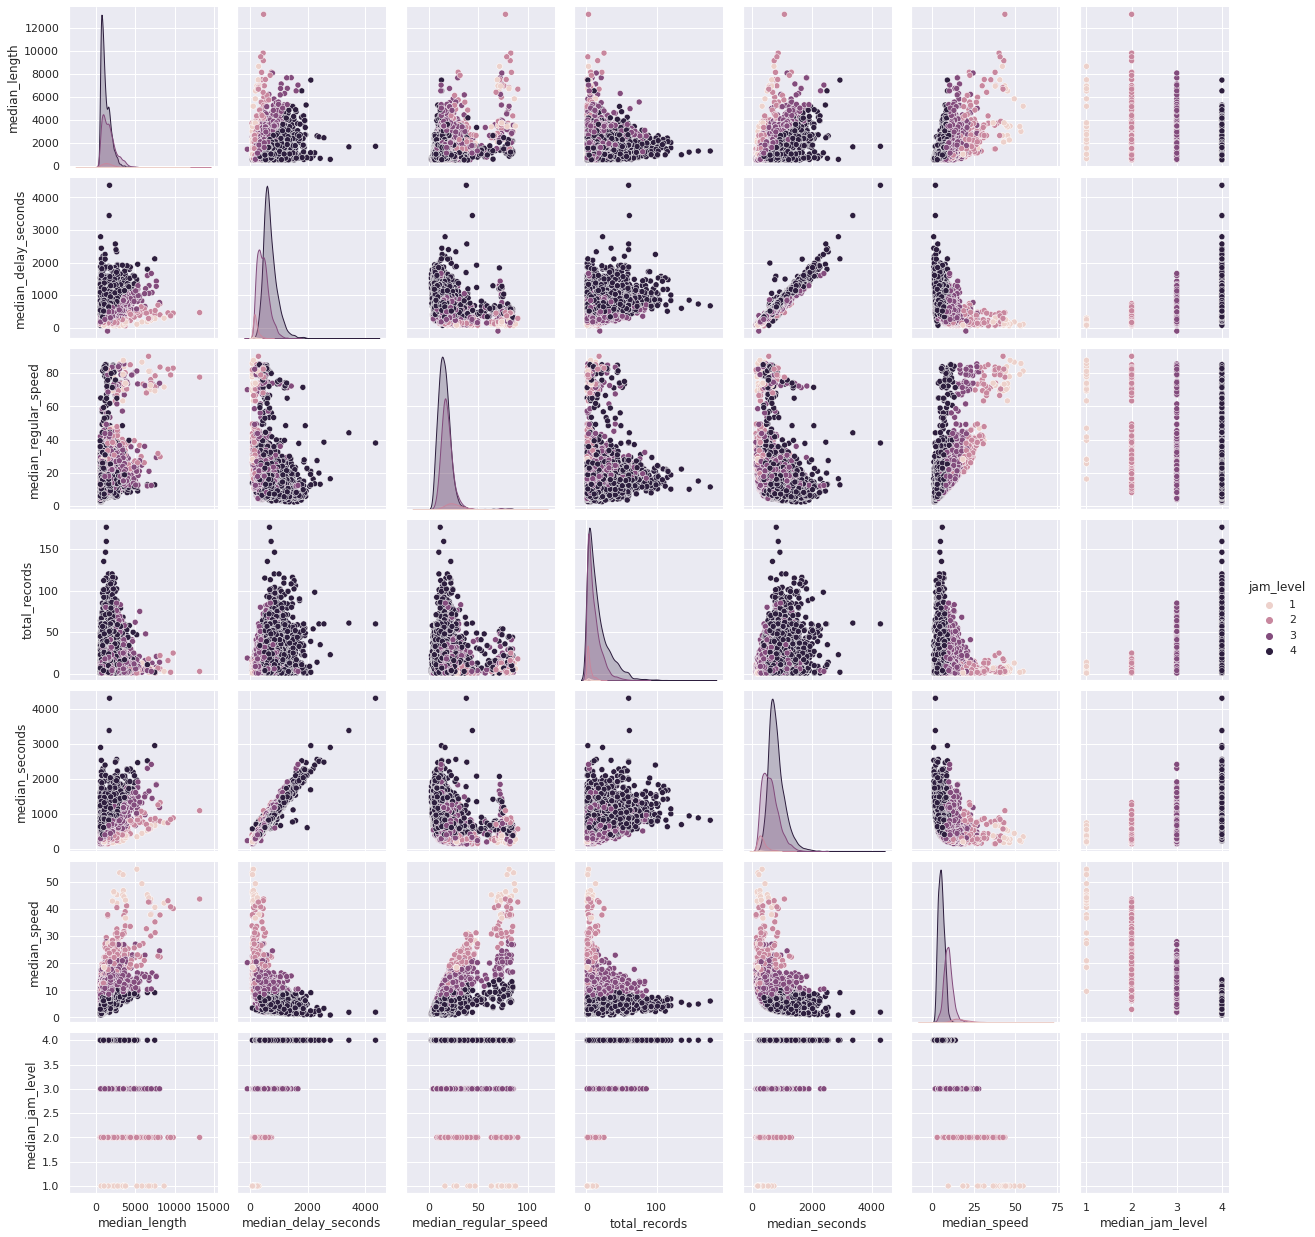 median_length
12000
10000
8000
6000
4000
2000
0
median_delay_seconds
4000
3000
2000
1000
0
median_regular_speed
80
60
40
20
0
total_records
150
100
50
0
jam_level
1
2
3
4
median_seconds
4000
3000
2000
1000
0
median_speed
50
40
30
20
10
0
median_jam_level
4.0
3.5
3.0
2.5
2.0
1.5
1.0
0 5000 10000 15000
median_length
0 2000 4000
median_delay_seconds
0 50 100
median_regular_speed
0 100
total_records
0 2000 4000
median_seconds
0 25 50 75
median_speed
1 2 3 4
median_jam_level